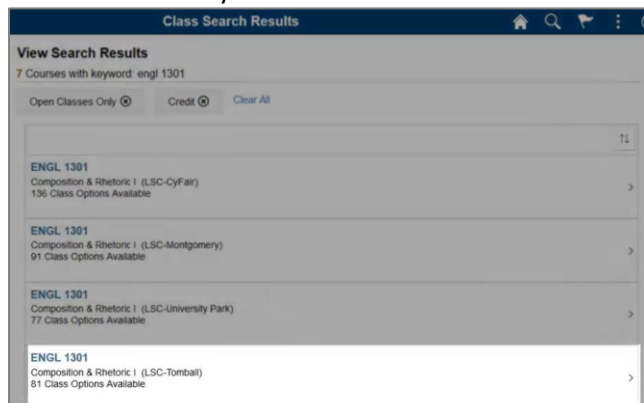 Class Search Results
View Search Results
7 Courses with keyword: engl 1301
Open Classes Only Credit Clear All
ENGL 1301
Composition & Rhetoric I (LSC-CyFair)
136 Class Options Available
ENGL 1301
Composition & Rhetoric I (LSC-Montgomery)
91 Class Options Available
ENGL 1301
Composition & Rhetoric I (LSC-University Park)
77 Class Options Available
ENGL 1301
Composition & Rhetoric I (LSC-Tomball)
81 Class Options Available